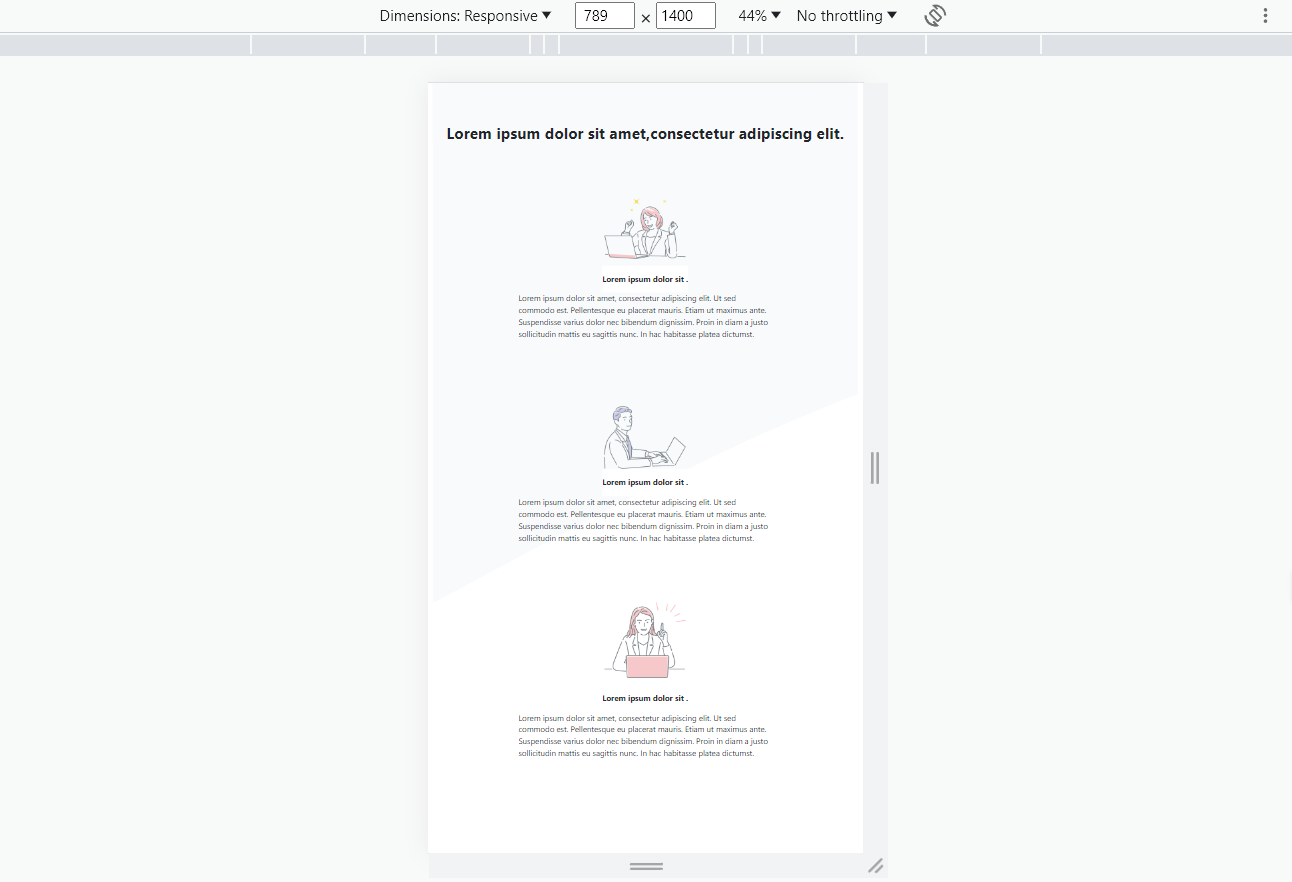 Dimensions: Responsive ▼ 789 × 1400 44% ▼ No throttling ▼
Lorem ipsum dolor sit amet,consectetur adipiscing elit.
Lorem ipsum dolor sit .
Lorem ipsum dolor sit amet, consectetur adipiscing elit. Ut sed
commodo est. Pellentesque eu placerat mauris. Etiam ut maximus ante.
Suspendisse varius dolor nec bibendum dignissim. Proin in diam a justo
sollicitudin mattis eu sagittis nunc. In hac habitasse platea dictumst.
Lorem ipsum dolor sit .
Lorem ipsum dolor sit amet, consectetur adipiscing elit. Ut sed
commodo est. Pellentesque eu placerat mauris. Etiam ut maximus ante.
Suspendisse varius dolor nec bibendum dignissim. Proin in diam a justo
sollicitudin mattis eu sagittis nunc. In hac habitasse platea dictumst.
Lorem ipsum dolor sit .
Lorem ipsum dolor sit amet, consectetur adipiscing elit. Ut sed
commodo est. Pellentesque eu placerat mauris. Etiam ut maximus ante.
Suspendisse varius dolor nec bibendum dignissim. Proin in diam a justo
sollicitudin mattis eu sagittis nunc. In hac habitasse platea dictumst.